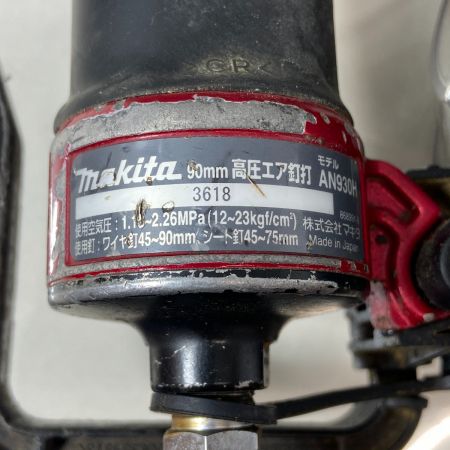 makita 90mm 高圧エア釘打 モデル AN930H
3618
使用空気圧：1.18~2.26MPa(12~23kgf/cm²) 株式会社マキタ
使用釘：ワイヤ釘45~90mm, シート釘45~75mm Made in Japan